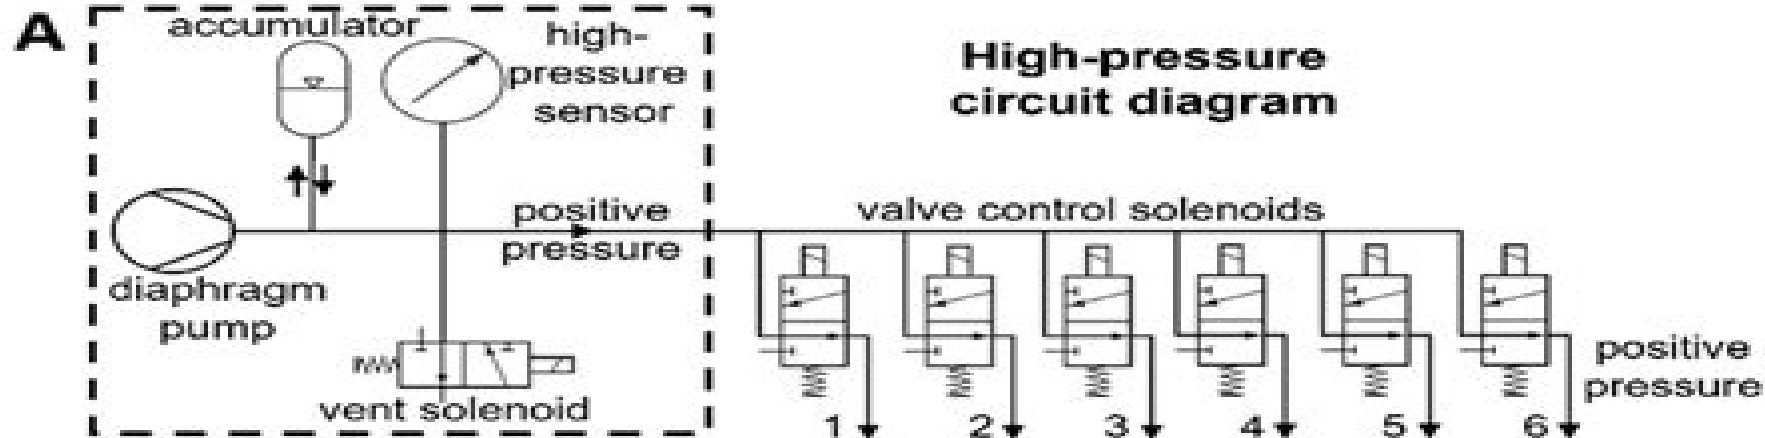 A
accumulator
high-
pressure
sensor
High-pressure
circuit diagram
positive
pressure
valve control solenoids
diaphragm
pump
vent solenoid
positive
pressure
1 2 3 4 5 6